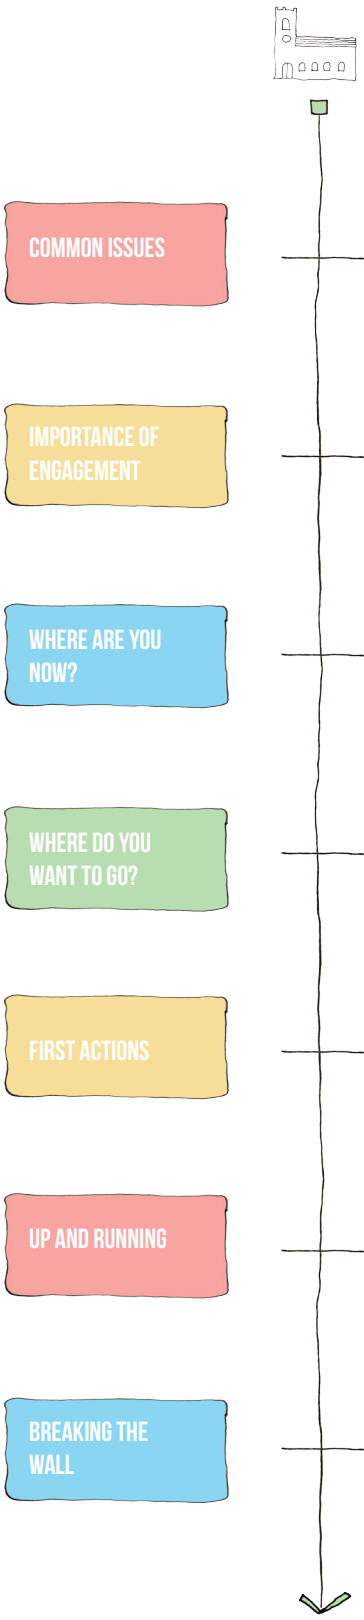 COMMON ISSUES
IMPORTANCE OF
ENGAGEMENT
WHERE ARE YOU
NOW?
WHERE DO YOU
WANT TO GO?
FIRST ACTIONS
UP AND RUNNING
BREAKING THE
WALL